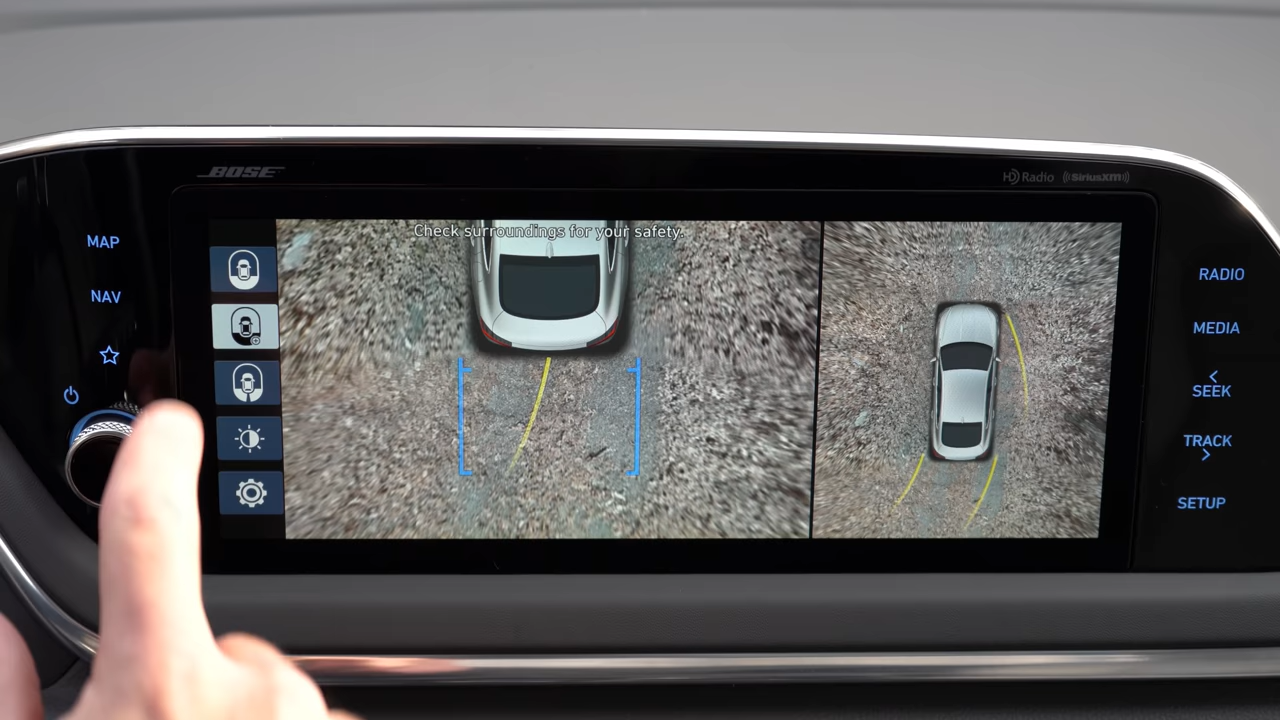 BOSE
HD Radio
SiriusXM
MAP
NAV
Check surroundings for your safety.
RADIO
MEDIA
<
SEEK
TRACK
>
SETUP